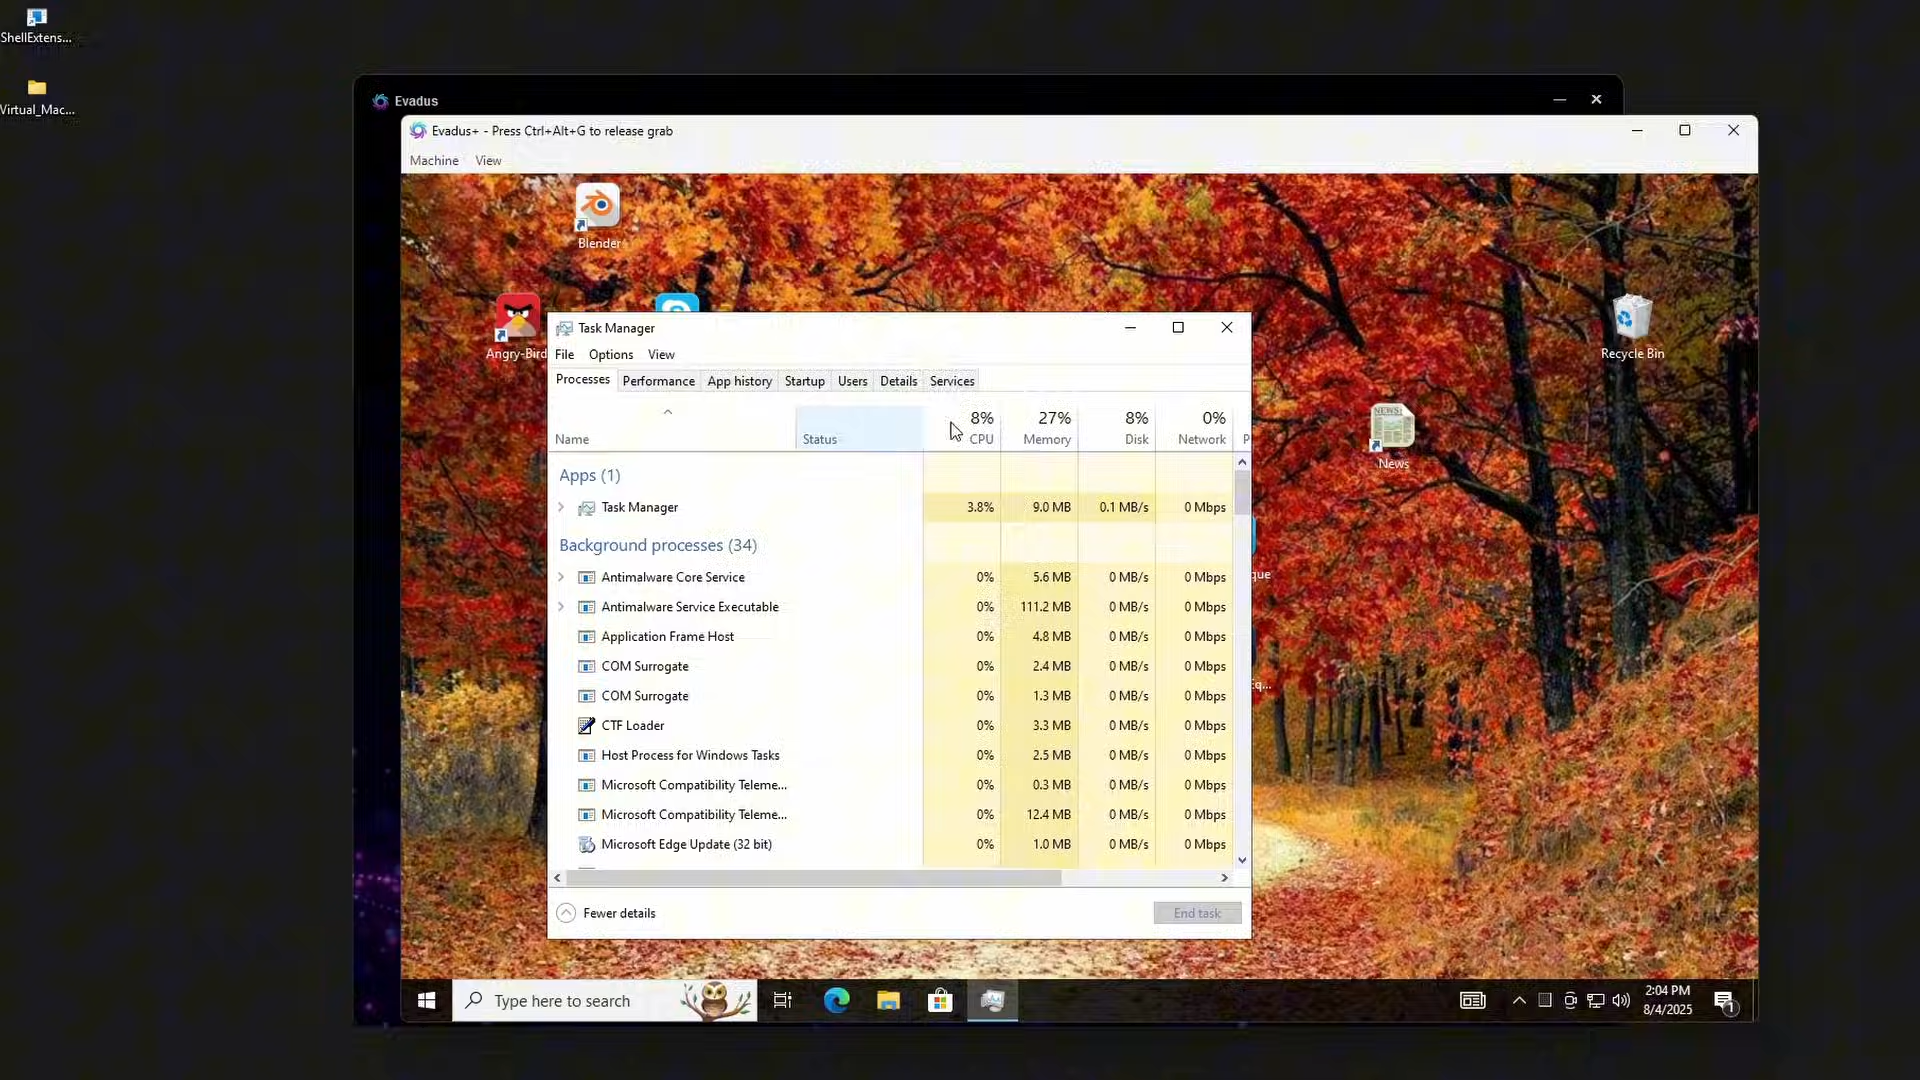 ShellExtens...
Virtual_Mac...
Evadus
Evadus+ - Press Ctrl+Alt+G to release grab
Machine View
Blender
Angry-Bird
Recycle Bin
News
que
Eq...
Task Manager
File Options View
Processes Performance App history Startup Users Details Services
8% 27% 8% 0%
Name Status CPU Memory Disk Network P
Apps (1)
Task Manager 3.8% 9.0 MB 0.1 MB/s 0 Mbps
Background processes (34)
Antimalware Core Service 0% 5.6 MB 0 MB/s 0 Mbps
Antimalware Service Executable 0% 111.2 MB 0 MB/s 0 Mbps
Application Frame Host 0% 4.8 MB 0 MB/s 0 Mbps
COM Surrogate 0% 2.4 MB 0 MB/s 0 Mbps
COM Surrogate 0% 1.3 MB 0 MB/s 0 Mbps
CTF Loader 0% 3.3 MB 0 MB/s 0 Mbps
Host Process for Windows Tasks 0% 2.5 MB 0 MB/s 0 Mbps
Microsoft Compatibility Teleme... 0% 0.3 MB 0 MB/s 0 Mbps
Microsoft Compatibility Teleme... 0% 12.4 MB 0 MB/s 0 Mbps
Microsoft Edge Update (32 bit) 0% 1.0 MB 0 MB/s 0 Mbps
Fewer details End task
Type here to search
2:04 PM
8/4/2025
1